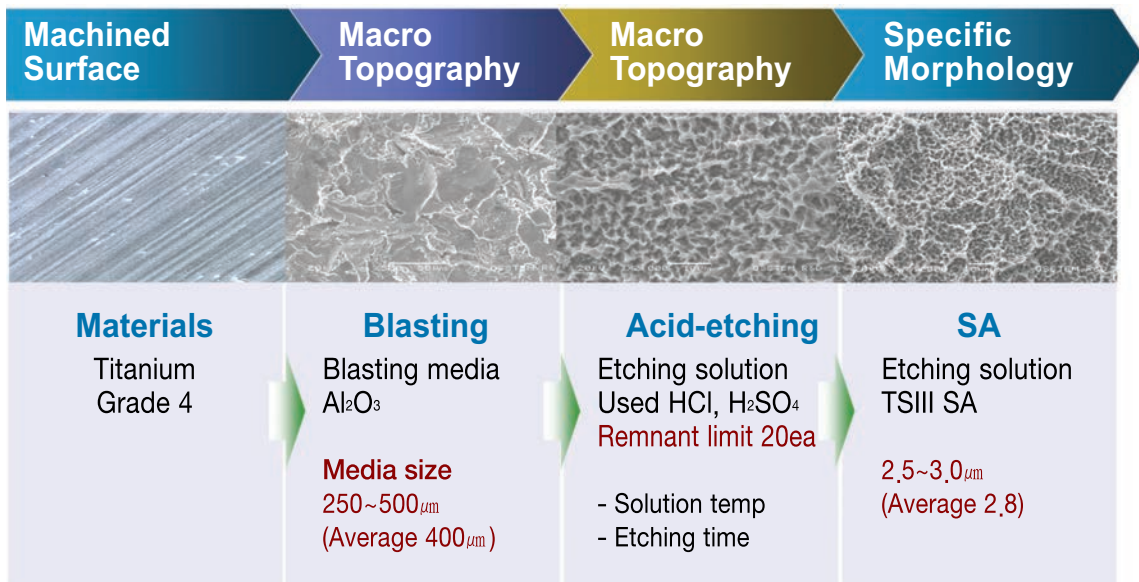 Machined
Surface
Macro
Topography
Macro
Topography
Specific
Morphology
Materials
Titanium
Grade 4
Blasting
Blasting media
Al₂O₃
Media size
250~500㎛
(Average 400㎛)
Acid-etching
Etching solution
Used HCl, H₂SO₄
Remnant limit 20ea
- Solution temp
- Etching time
SA
Etching solution
TSIII SA
2.5~3.0㎛
(Average 2.8)